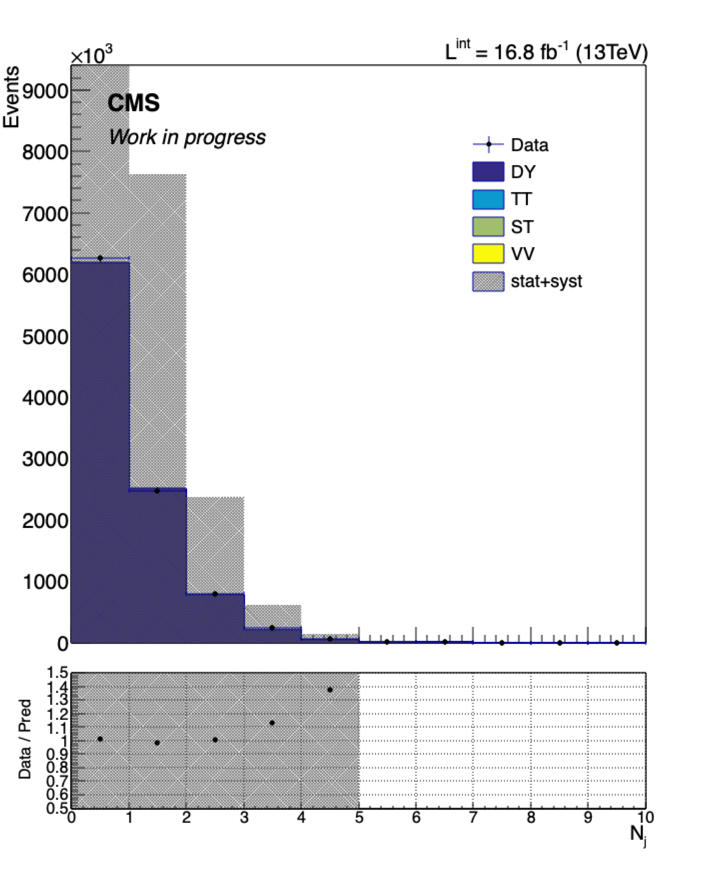 ×10³
L^int = 16.8 fb⁻¹ (13TeV)
Events
9000
CMS
Work in progress
8000
7000
6000
5000
4000
3000
2000
1000
0
Data
DY
TT
ST
VV
stat+syst
Data / Pred
1.5
1.4
1.3
1.2
1.1
1
0.9
0.8
0.7
0.6
0.5
0 1 2 3 4 5 6 7 8 9 10
N_j